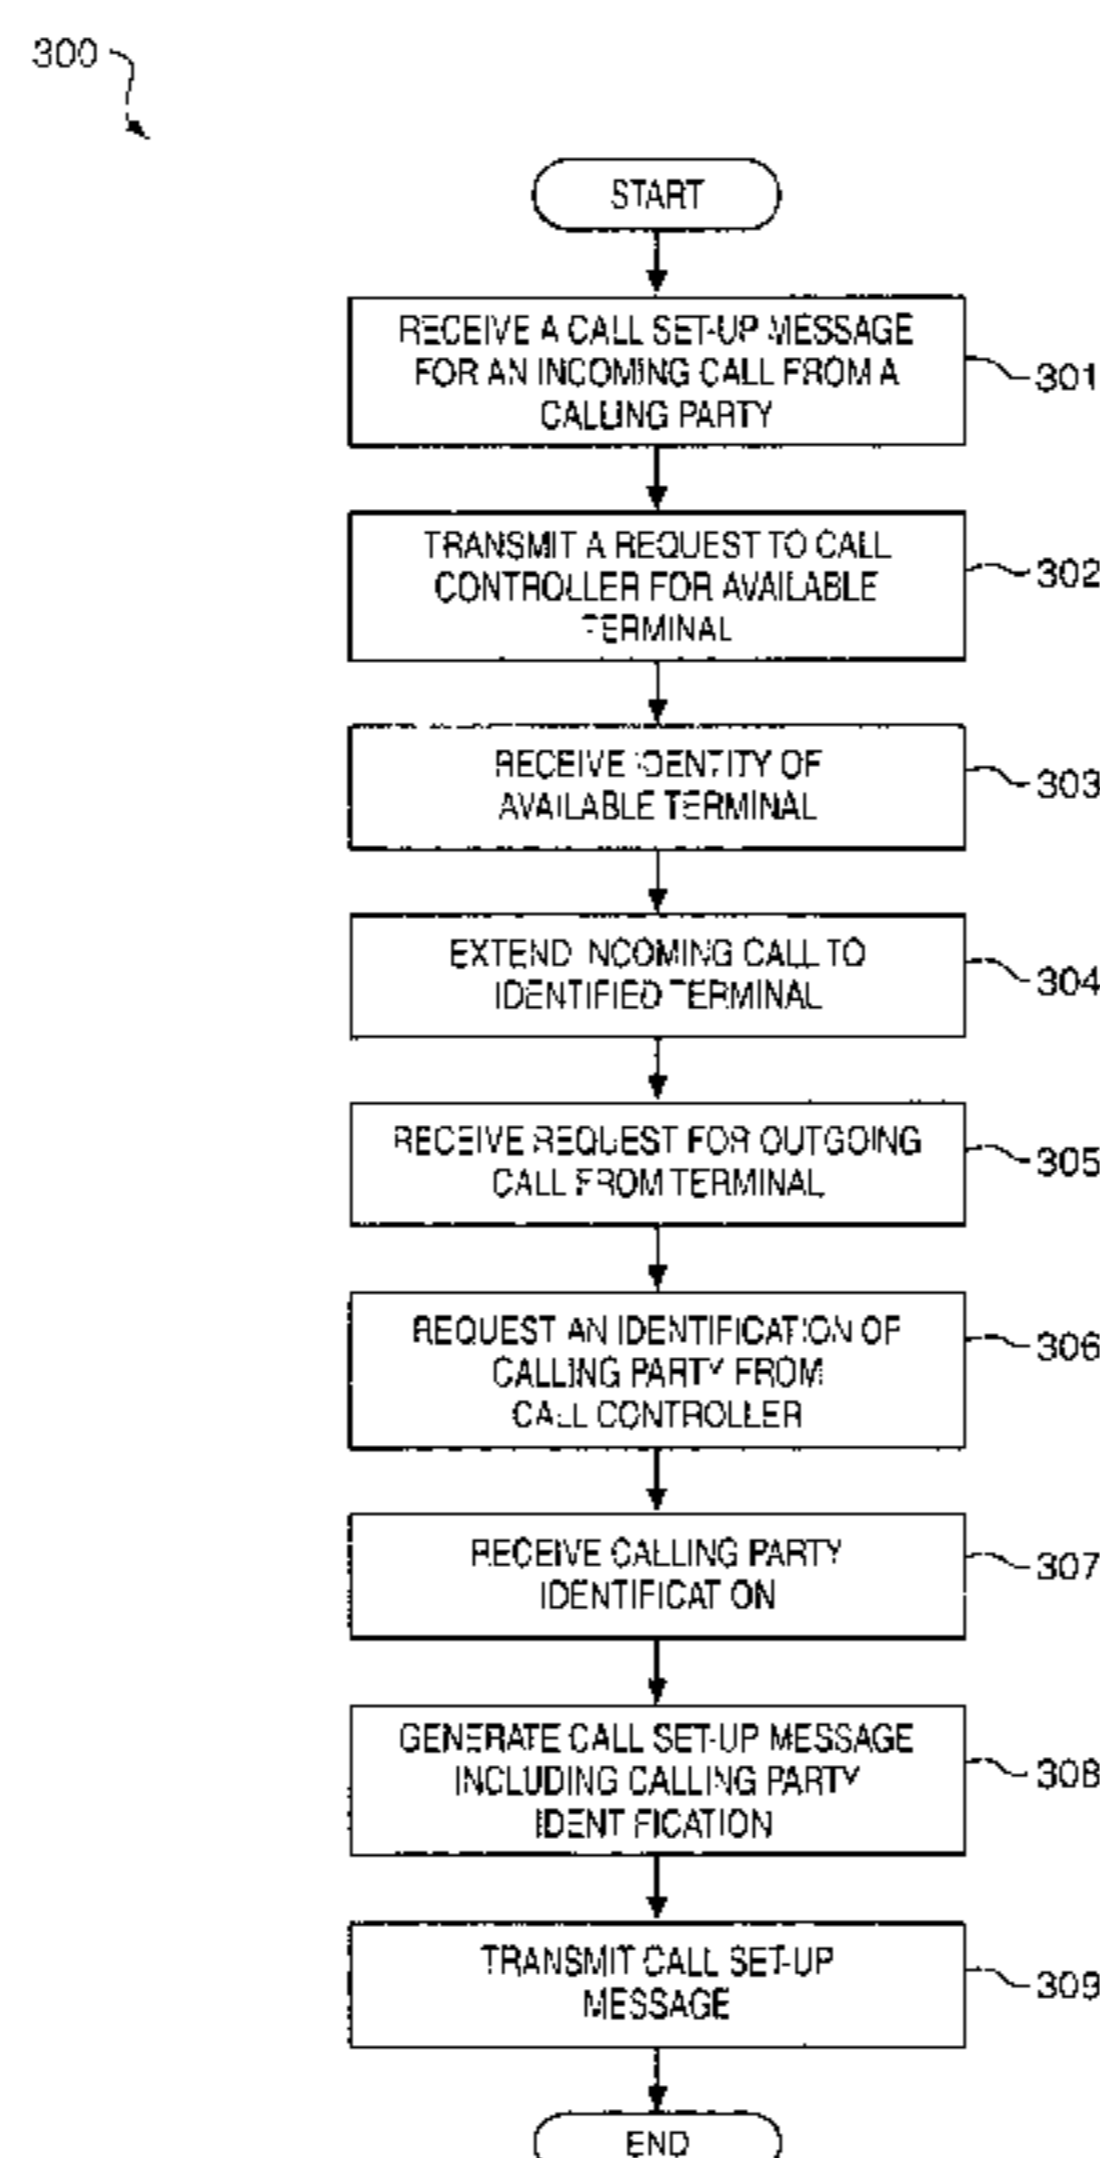 300
START
RECEIVE A CALL SET-UP MESSAGE
FOR AN INCOMING CALL FROM A
CALLING PARTY
301
TRANSMIT A REQUEST TO CALL
CONTROLLER FOR AVAILABLE
TERMINAL
302
RECEIVE IDENTITY OF
AVAILABLE TERMINAL
303
EXTEND INCOMING CALL TO
IDENTIFIED TERMINAL
304
RECEIVE REQUEST FOR OUTGOING
CALL FROM TERMINAL
305
REQUEST AN IDENTIFICATION OF
CALLING PARTY FROM
CALL CONTROLLER
306
RECEIVE CALLING PARTY
IDENTIFICATION
307
GENERATE CALL SET-UP MESSAGE
INCLUDING CALLING PARTY
IDENTIFICATION
308
TRANSMIT CALL SET-UP
MESSAGE
309
END